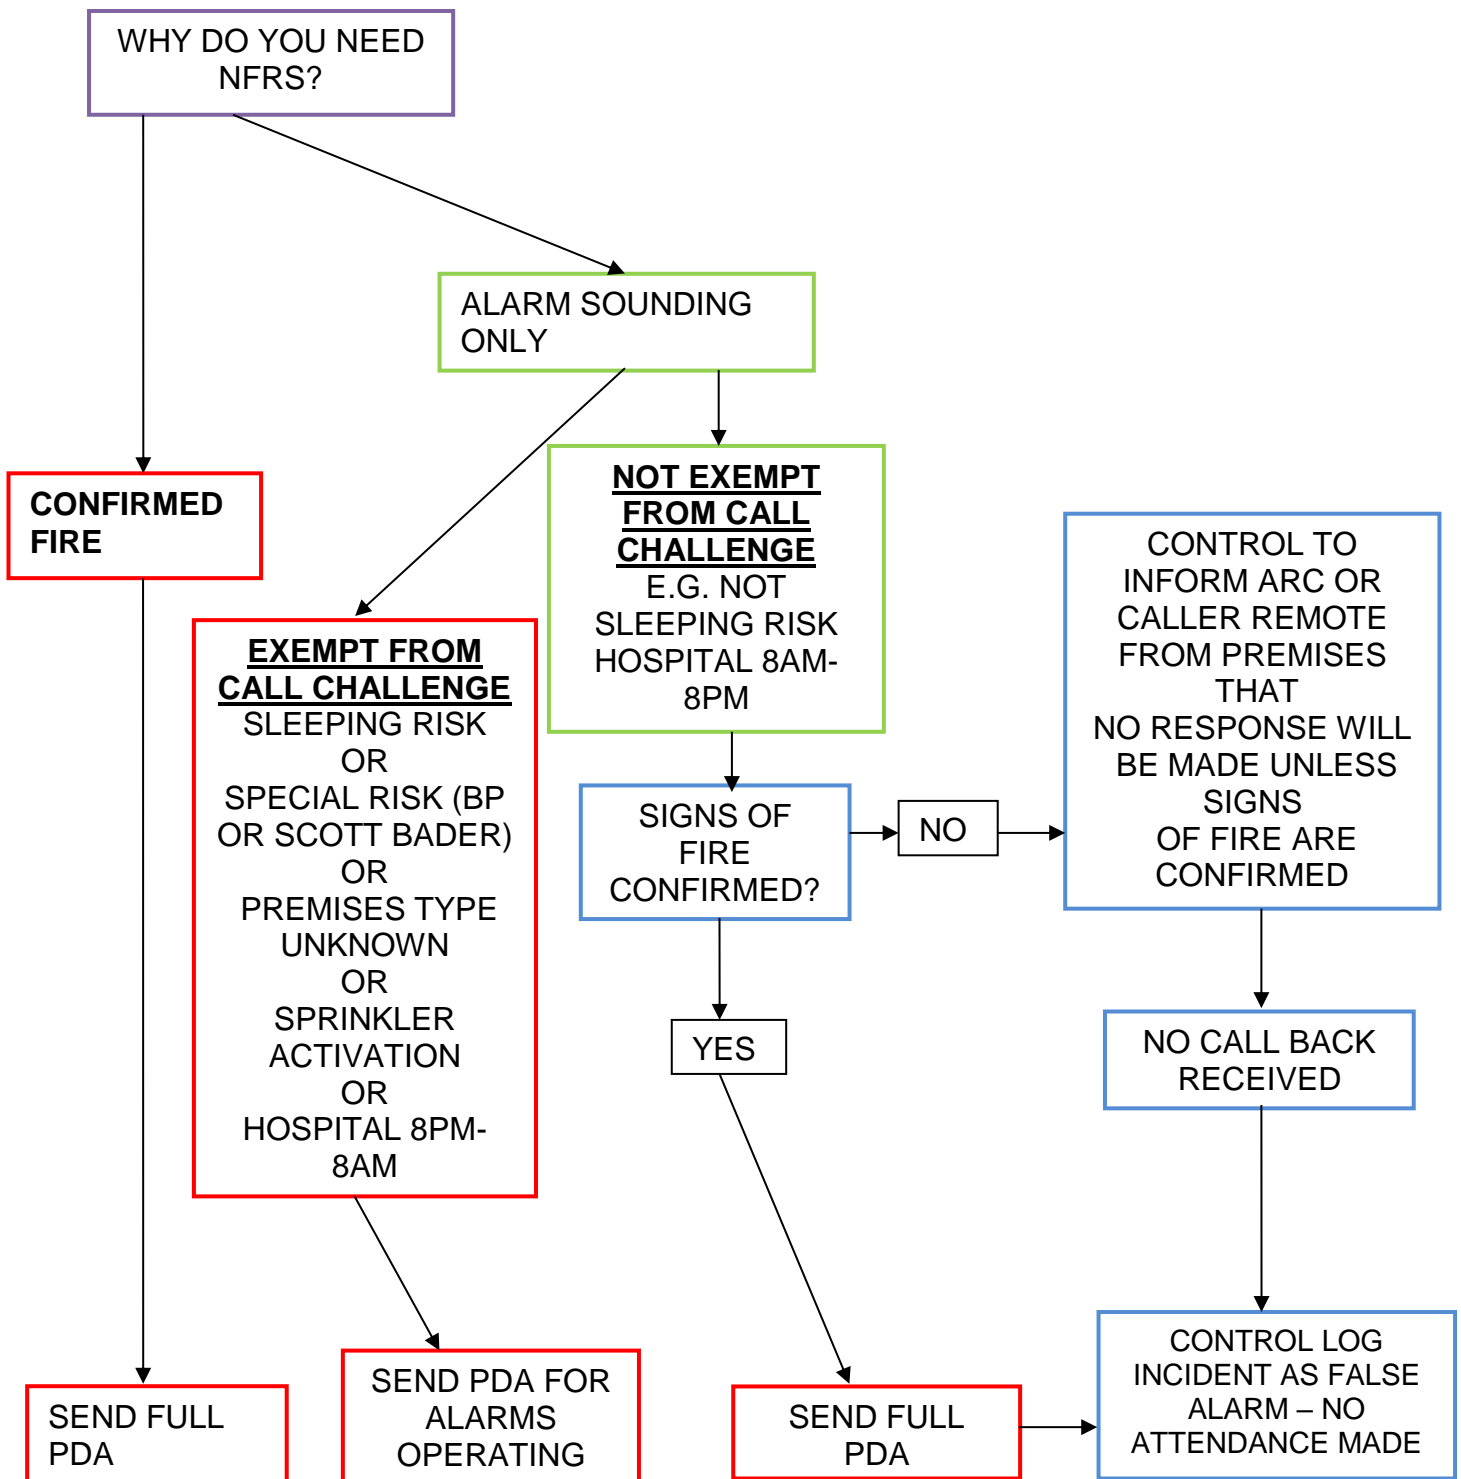 WHY DO YOU NEED
NFRS?
ALARM SOUNDING
ONLY
CONFIRMED
FIRE
NOT EXEMPT
FROM CALL
CHALLENGE
E.G. NOT
SLEEPING RISK
HOSPITAL 8AM-
8PM
CONTROL TO
INFORM ARC OR
CALLER REMOTE
FROM PREMISES
THAT
NO RESPONSE WILL
BE MADE UNLESS
SIGNS
OF FIRE ARE
CONFIRMED
EXEMPT FROM
CALL CHALLENGE
SLEEPING RISK
OR
SPECIAL RISK (BP
OR SCOTT BADER)
OR
PREMISES TYPE
UNKNOWN
OR
SPRINKLER
ACTIVATION
OR
HOSPITAL 8PM-
8AM
SIGNS OF
FIRE
CONFIRMED?
NO
YES
NO CALL BACK
RECEIVED
SEND FULL
PDA
SEND PDA FOR
ALARMS
OPERATING
SEND FULL
PDA
CONTROL LOG
INCIDENT AS FALSE
ALARM – NO
ATTENDANCE MADE